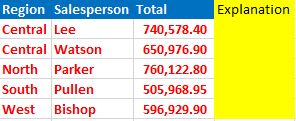 Region Salesperson Total Explanation
Central Lee 740,578.40
Central Watson 650,976.90
North Parker 760,122.80
South Pullen 505,968.95
West Bishop 596,929.90